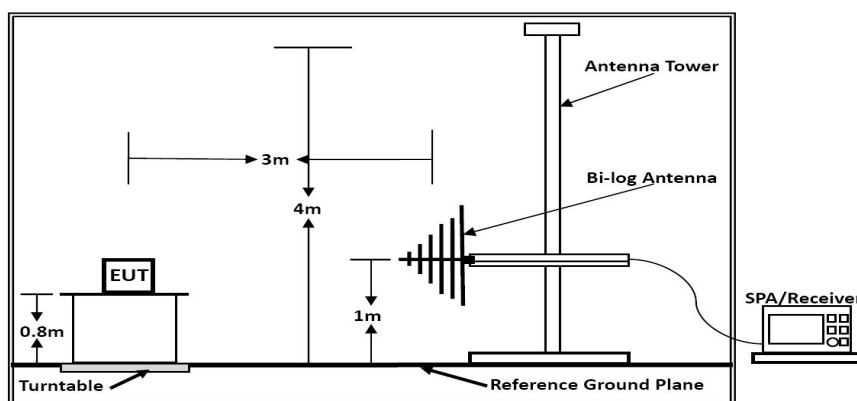 Antenna Tower
3m
Bi-log Antenna
4m
EUT
SPA/Receiver
0.8m
1m
Turntable
Reference Ground Plane